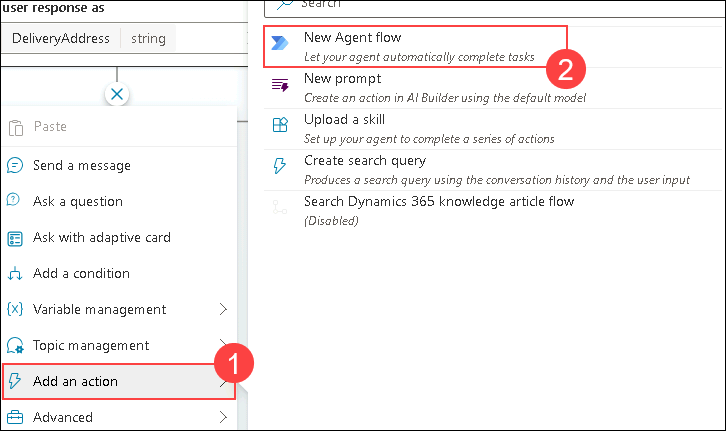 user response as
DeliveryAddress string
Paste
Send a message
Ask a question
Ask with adaptive card
Add a condition
{x} Variable management
Topic management
1
Add an action
Advanced
Search
New Agent flow
Let your agent automatically complete tasks
2
New prompt
Create an action in AI Builder using the default model
Upload a skill
Set up your agent to complete a series of actions
Create search query
Produces a search query using the conversation history and the user input
Search Dynamics 365 knowledge article flow
(Disabled)